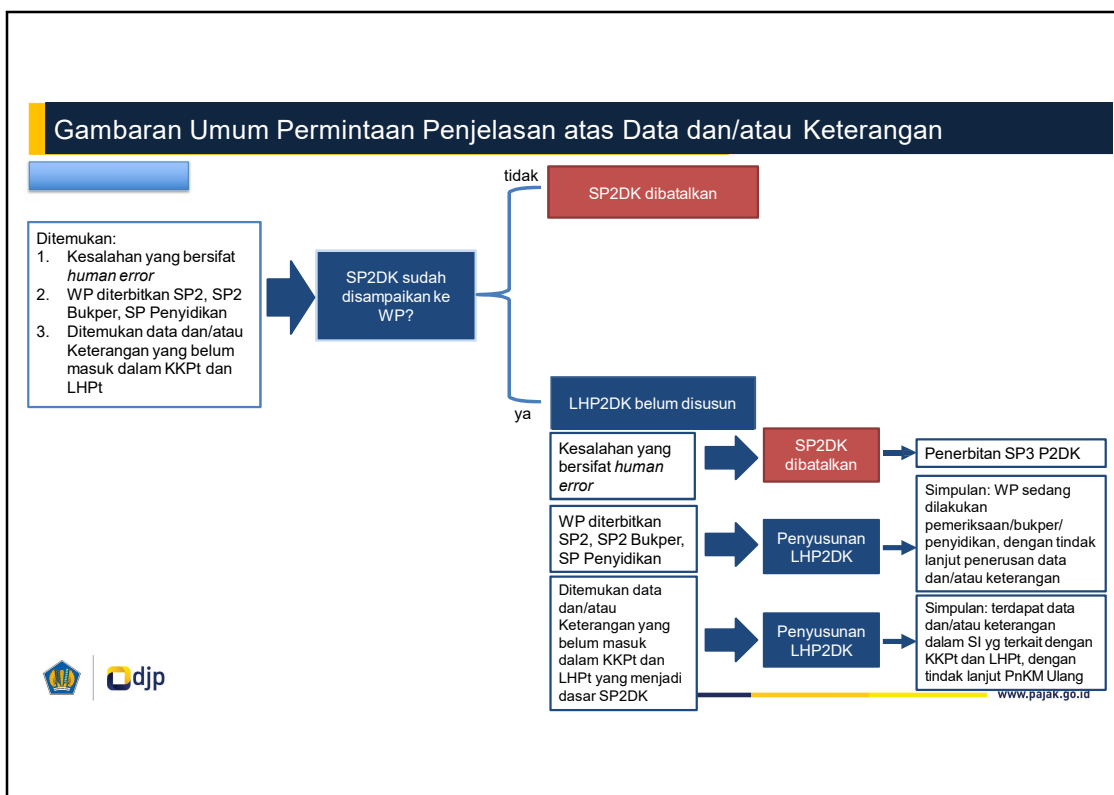 Gambaran Umum Permintaan Penjelasan atas Data dan/atau Keterangan
Ditemukan:
1. Kesalahan yang bersifat
human error
2. WP diterbitkan SP2, SP2
Bukper, SP Penyidikan
3. Ditemukan data dan/atau
Keterangan yang belum
masuk dalam KKPt dan
LHPt
SP2DK sudah
disampaikan ke
WP?
tidak
SP2DK dibatalkan
ya
LHP2DK belum disusun
Kesalahan yang
bersifat human
error
SP2DK
dibatalkan
Penerbitan SP3 P2DK
WP diterbitkan
SP2, SP2 Bukper,
SP Penyidikan
Penyusunan
LHP2DK
Simpulan: WP sedang
dilakukan
pemeriksaan/bukper/
penyidikan, dengan tindak
lanjut penerusan data
dan/atau keterangan
Ditemukan data
dan/atau
Keterangan yang
belum masuk
dalam KKPt dan
LHPt yang menjadi
dasar SP2DK
Penyusunan
LHP2DK
Simpulan: terdapat data
dan/atau keterangan
dalam SI yg terkait dengan
KKPt dan LHPt, dengan
tindak lanjut PnKM Ulang
djp
www.pajak.go.id